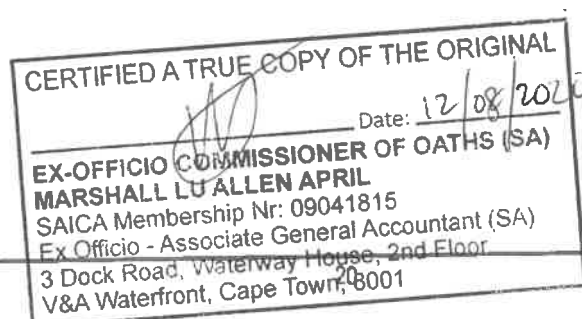 CERTIFIED A TRUE COPY OF THE ORIGINAL
Date: 12/08/202
EX-OFFICIO COMMISSIONER OF OATHS (SA)
MARSHALL LU ALLEN APRIL
SAICA Membership Nr: 09041815
Ex Officio - Associate General Accountant (SA)
3 Dock Road, Waterway House, 2nd Floor
20
V&A Waterfront, Cape Town, 8001